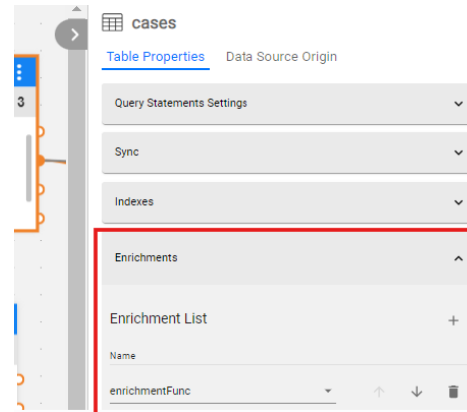 cases
Table Properties Data Source Origin
3
Query Statements Settings
Sync
Indexes
Enrichments
Enrichment List
Name
enrichmentFunc